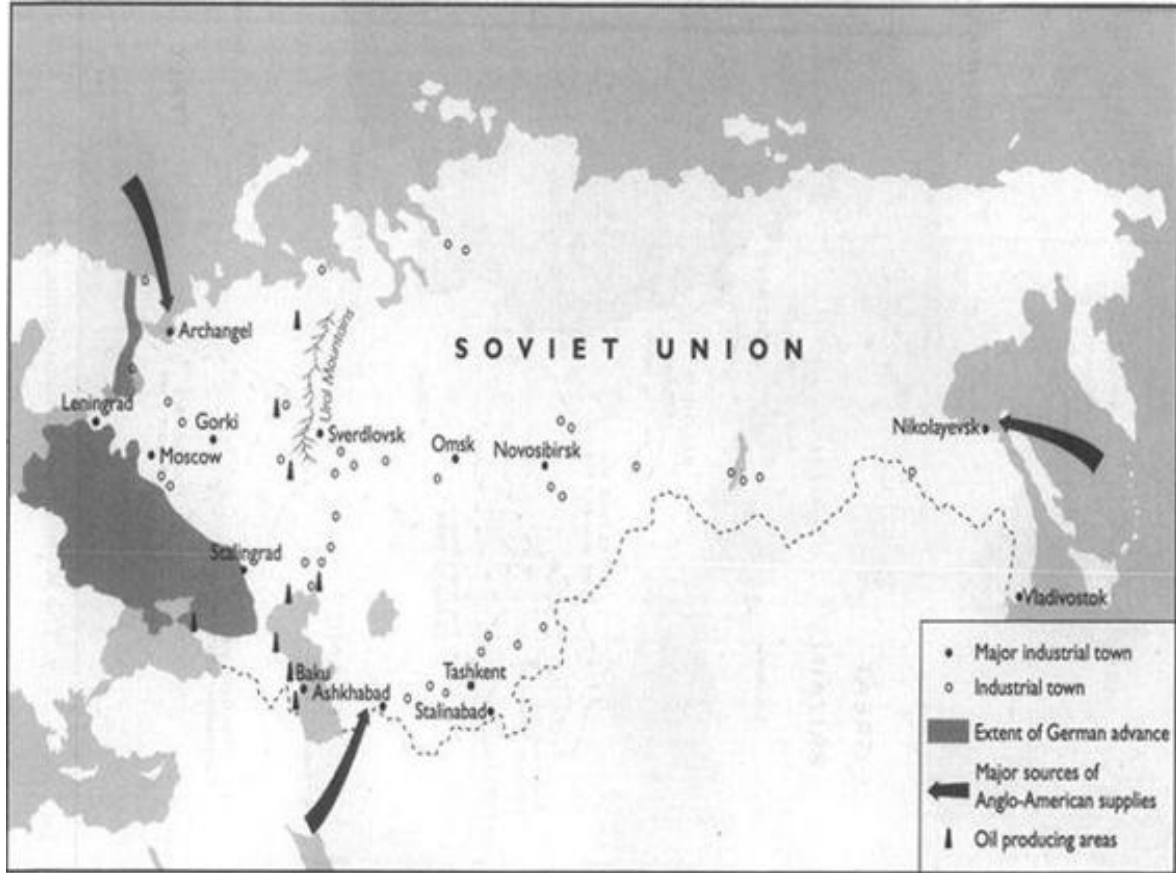 Archangel
Ural Mountains
SOVIET UNION
Leningrad
Gorki
Moscow
Sverdlovsk
Omsk
Novosibirsk
Nikolayevsk
Stalingrad
Vladivostok
Baku
Ashkhabad
Tashkent
Stalinabad
Major industrial town
Industrial town
Extent of German advance
Major sources of
Anglo-American supplies
Oil producing areas